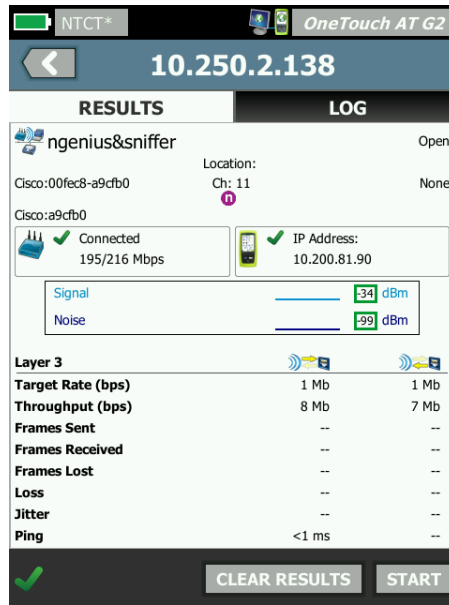 NTCT* OneTouch AT G2
10.250.2.138
RESULTS LOG
ngenius&sniffer Open
Location:
Cisco:00fec8-a9cfb0 Ch: 11 None
n
Cisco:a9cfb0
Connected IP Address:
195/216 Mbps 10.200.81.90
Signal -34 dBm
Noise -99 dBm
Layer 3
Target Rate (bps) 1 Mb 1 Mb
Throughput (bps) 8 Mb 7 Mb
Frames Sent -- --
Frames Received -- --
Frames Lost -- --
Loss -- --
Jitter -- --
Ping <1 ms --
CLEAR RESULTS START